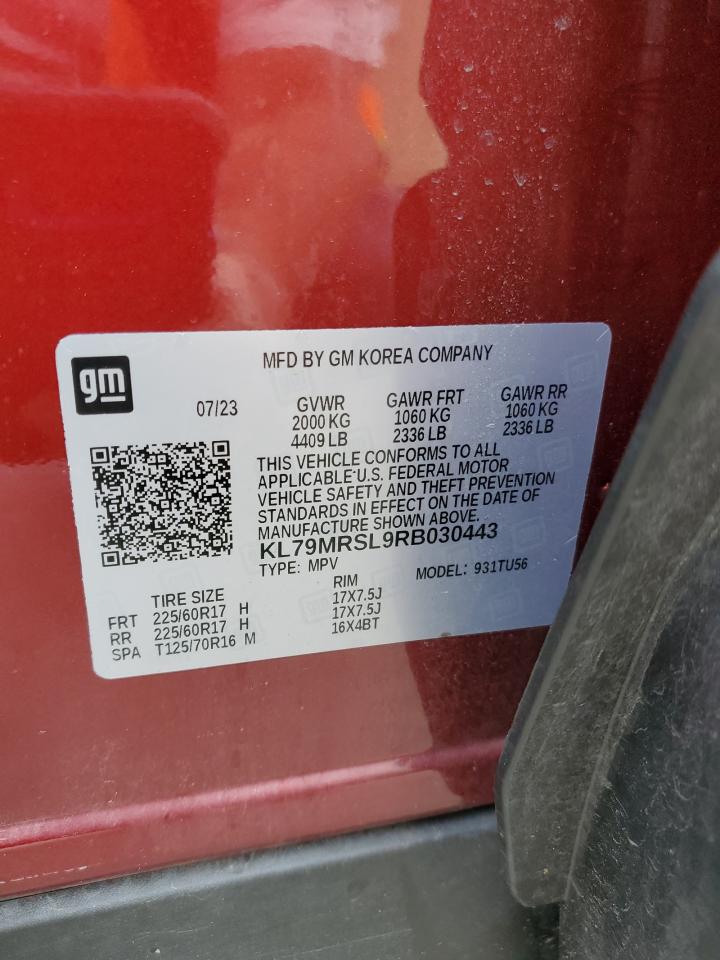 gm
MFD BY GM KOREA COMPANY
07/23
GVWR
2000 KG
4409 LB
GAWR FRT
1060 KG
2336 LB
GAWR RR
1060 KG
2336 LB
THIS VEHICLE CONFORMS TO ALL
APPLICABLE U.S. FEDERAL MOTOR
VEHICLE SAFETY AND THEFT PREVENTION
STANDARDS IN EFFECT ON THE DATE OF
MANUFACTURE SHOWN ABOVE.
KL79MRSL9RB030443
TYPE: MPV MODEL: 931TU56
TIRE SIZE RIM
FRT 225/60R17 H 17X7.5J
RR 225/60R17 H 17X7.5J
SPA T125/70R16 M 16X4BT